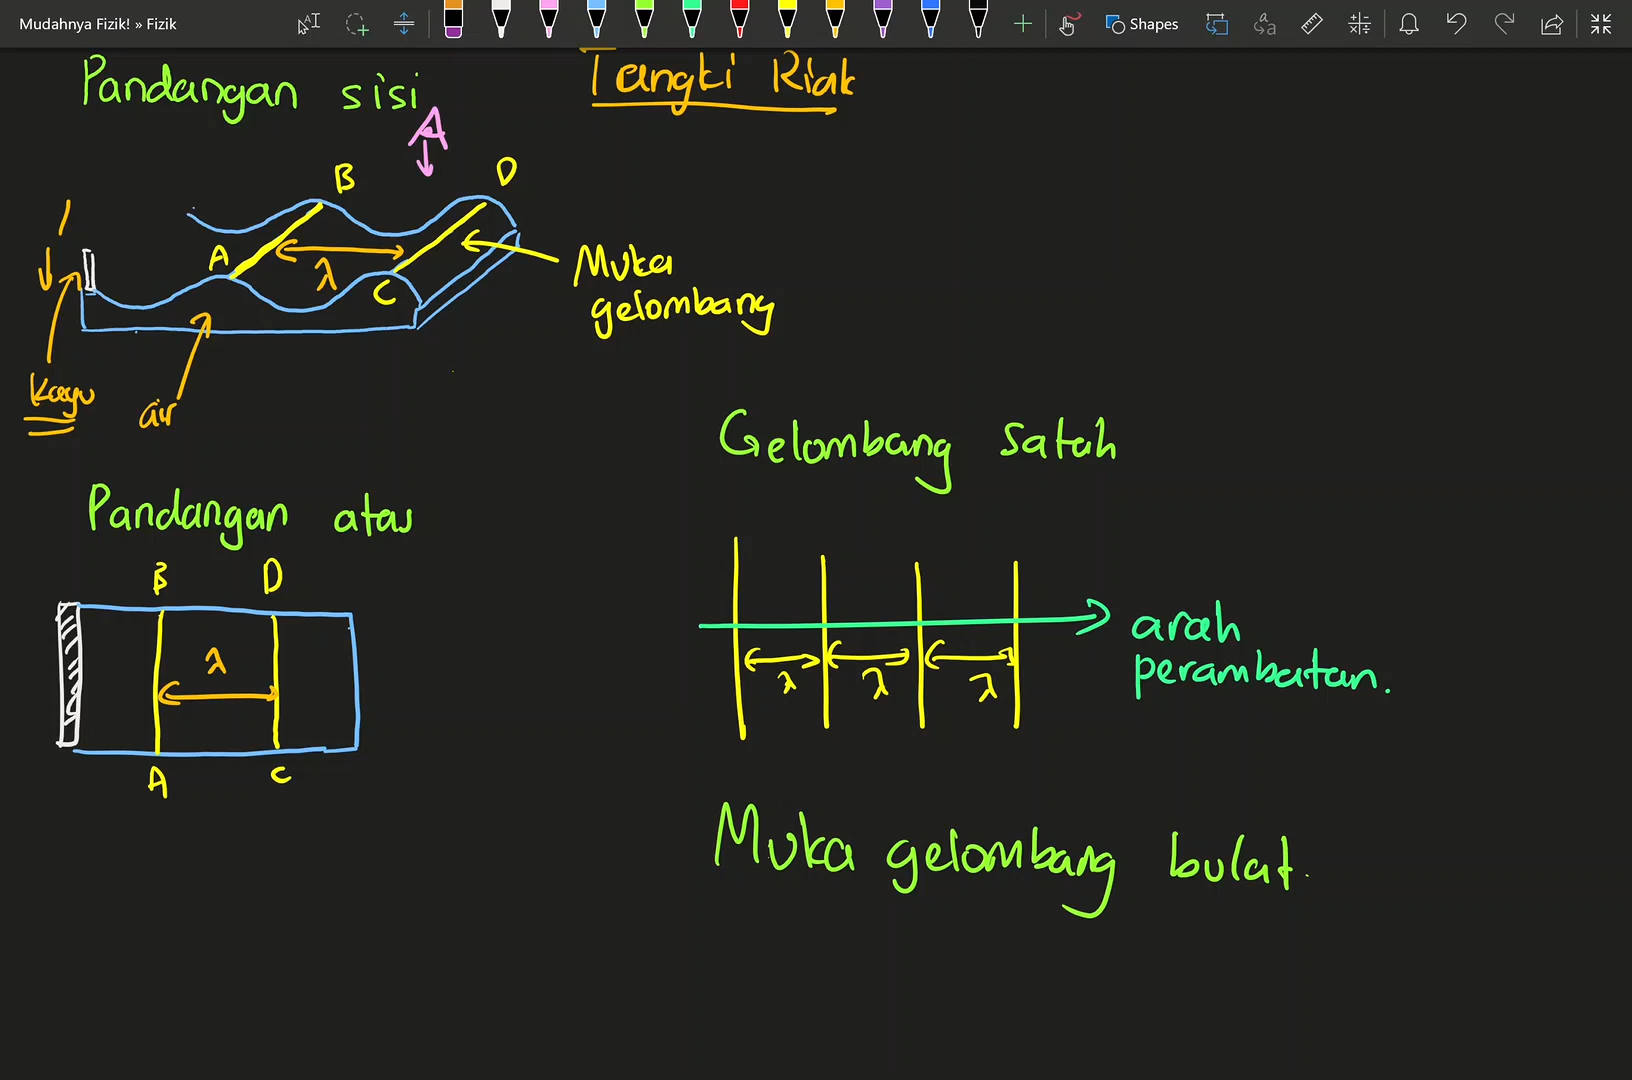 Mudahnya Fizik! » Fizik
Shapes
Pandangan sisi
Tangki Riak
B
D
A
λ
C
Muka
gelombang
Kayu
air
Gelombang satah
Pandangan atas
B
D
λ
A
C
λ
λ
λ
arah
perambatan.
Muka gelombang bulat.